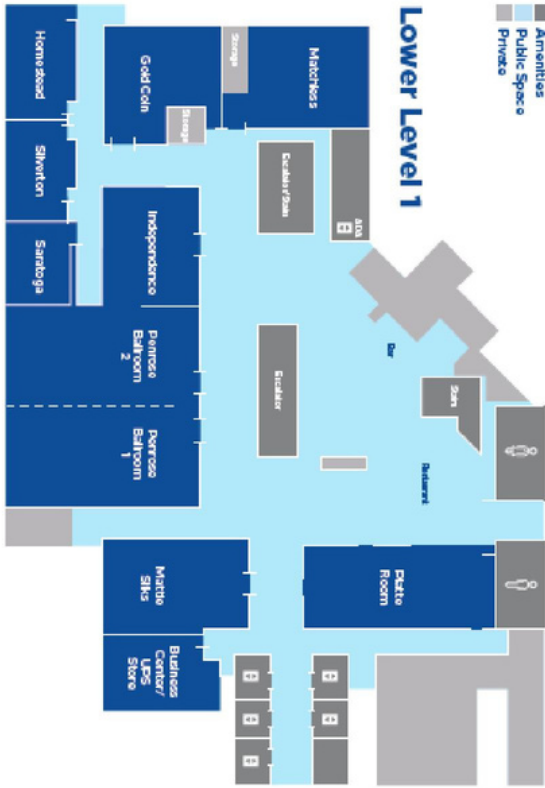 Lower Level 1
Amenities
Public Space
Private
ADA
Stairs
Restaurant
Bar
Platte
Room
Matchless
Storage
Escalator/Stairs
Escalator
Gold Coin
Storage
Independence
Penrose
Ballroom
2
Penrose
Ballroom
1
Mattie
Silks
Business
Center/
UPS
Store
Homestead
Silverton
Saratoga